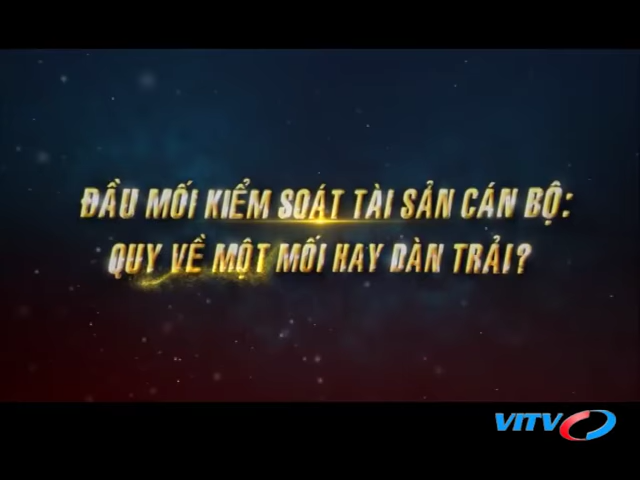 ĐẦU MỐI KIỂM SOÁT TÀI SẢN CÁN BỘ:
QUY VỀ MỘT MỐI HAY DÀN TRẢI?
VITV